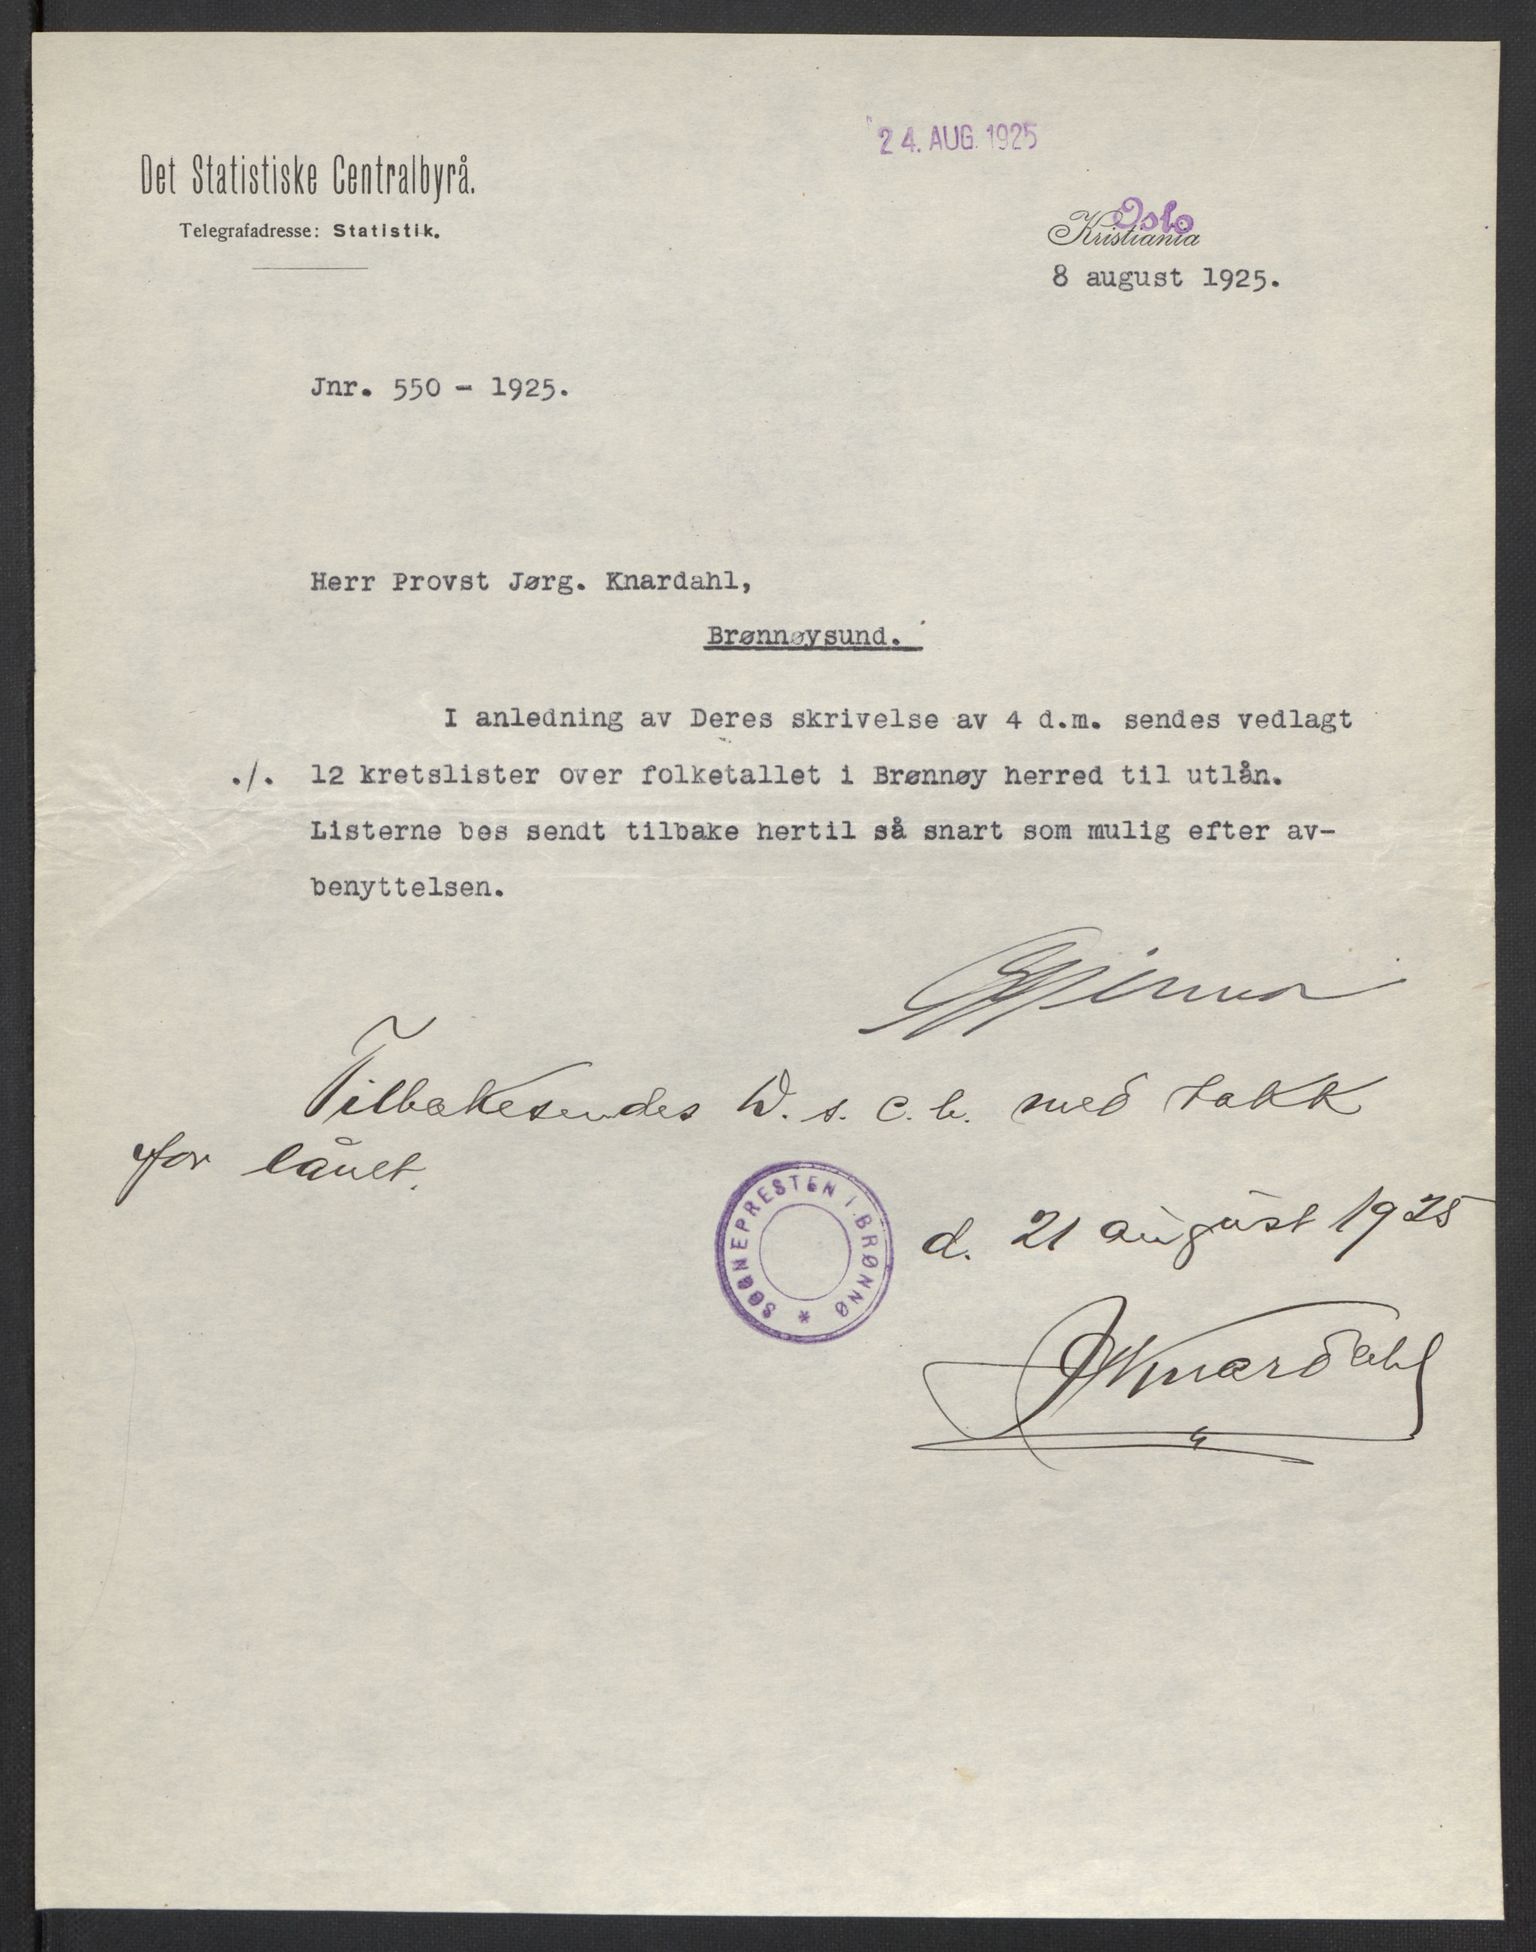 24. AUG. 1925
Det Statistiske Centralbyrå.
Telegrafadresse: Statistik.
Oslo
Kristiania
8 august 1925.
Jnr. 550 - 1925.
Herr Provst Jørg. Knardahl,
Brønnøysund.
I anledning av Deres skrivelse av 4 d.m. sendes vedlagt
./. 12 kretslister over folketallet i Brønnøy herred til utlån.
Listerne bes sendt tilbake hertil så snart som mulig efter av-
benyttelsen.
Tilbakesendes D. s. c. b. med takk
for lånet.
SOGNEPRESTEN I BRØNNØ *
d. 21 august 1925
J Knardahl